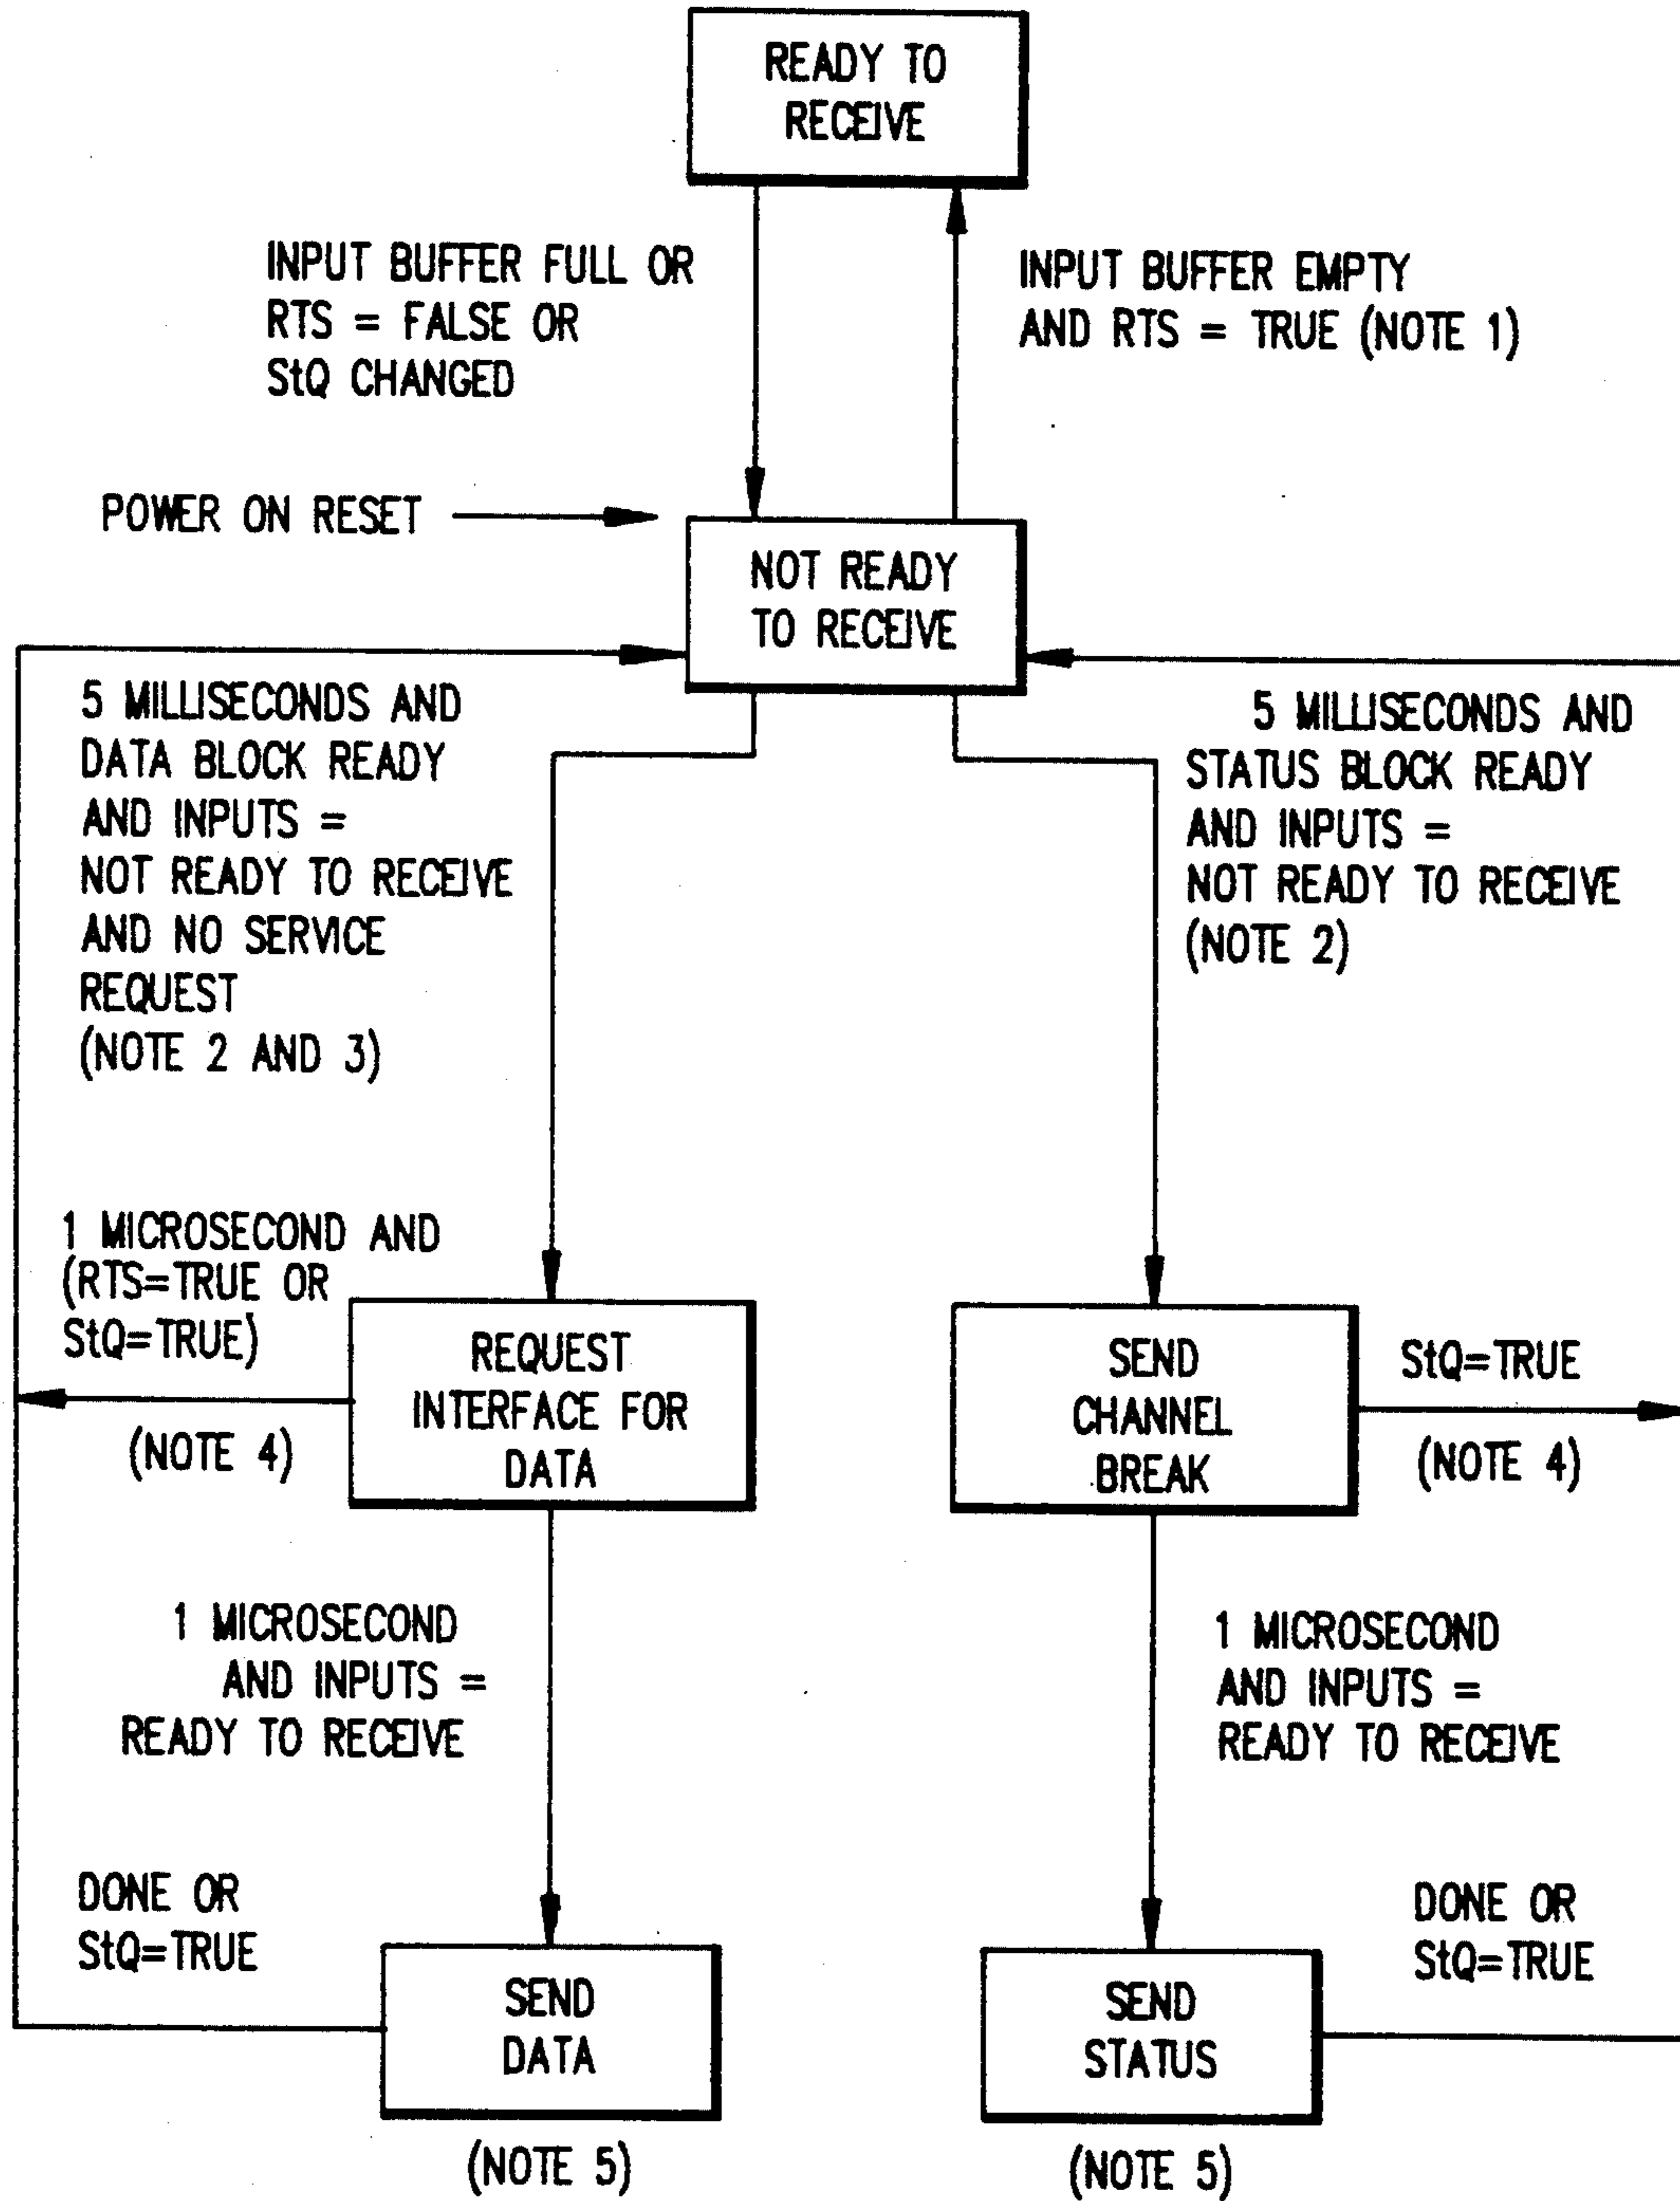 READY TO
RECEIVE
INPUT BUFFER FULL OR
RTS = FALSE OR
StQ CHANGED
INPUT BUFFER EMPTY
AND RTS = TRUE (NOTE 1)
POWER ON RESET
NOT READY
TO RECEIVE
5 MILLISECONDS AND
DATA BLOCK READY
AND INPUTS =
NOT READY TO RECEIVE
AND NO SERVICE
REQUEST
(NOTE 2 AND 3)
5 MILLISECONDS AND
STATUS BLOCK READY
AND INPUTS =
NOT READY TO RECEIVE
(NOTE 2)
1 MICROSECOND AND
(RTS=TRUE OR
StQ=TRUE)
(NOTE 4)
REQUEST
INTERFACE FOR
DATA
SEND
CHANNEL
BREAK
StQ=TRUE
(NOTE 4)
1 MICROSECOND
AND INPUTS =
READY TO RECEIVE
1 MICROSECOND
AND INPUTS =
READY TO RECEIVE
DONE OR
StQ=TRUE
SEND
DATA
(NOTE 5)
SEND
STATUS
(NOTE 5)
DONE OR
StQ=TRUE